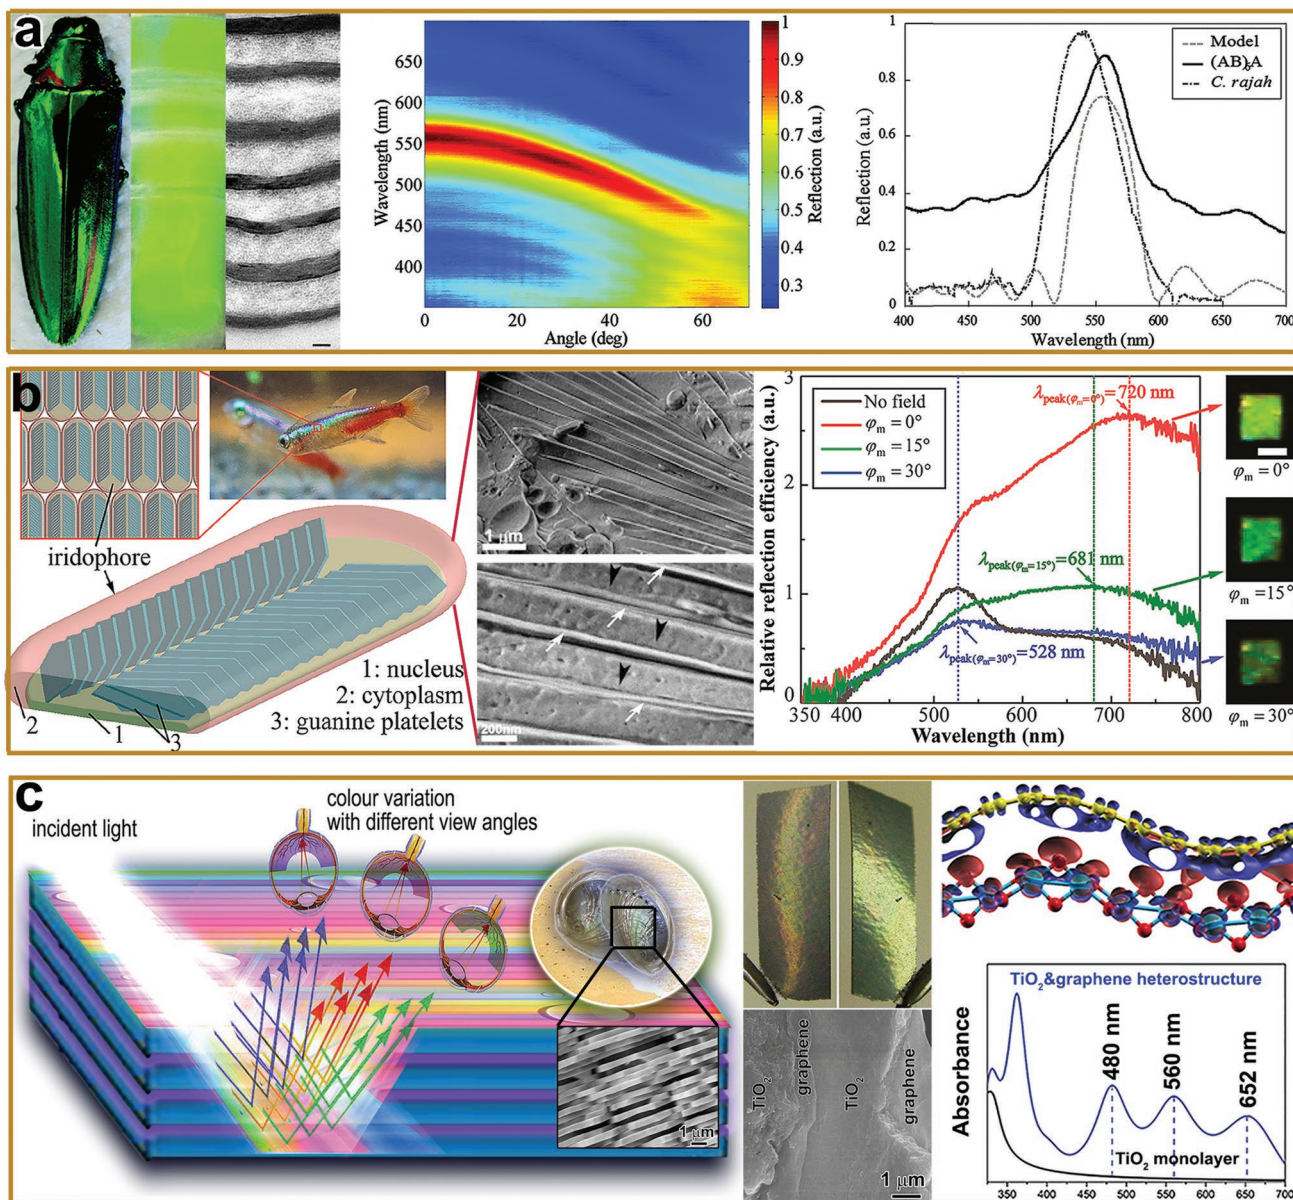 a
650
600
550
500
450
400
Wavelength (nm)
0
20
40
60
Angle (deg)
1
0.9
0.8
0.7
0.6
0.5
0.4
0.3
Reflection (a.u.)
1
0.8
0.6
0.4
0.2
0
Reflection (a.u.)
Model
(AB)₃A
C. rajah
400
450
500
550
600
650
700
Wavelength (nm)
b
iridophore
1: nucleus
2: cytoplasm
3: guanine platelets
2
1
3
1 μm
200nm
3
2
1
0
Relative reflection efficiency (a.u.)
No field
φm = 0°
φm = 15°
φm = 30°
λpeak(φm=0°)=720 nm
λpeak(φm=15°)=681 nm
λpeak(φm=30°)=528 nm
350
400
500
600
700
800
Wavelength (nm)
φm = 0°
φm = 15°
φm = 30°
c
incident light
colour variation
with different view angles
1 μm
TiO₂
graphene
TiO₂
graphene
1 μm
TiO₂&graphene heterostructure
480 nm
560 nm
652 nm
TiO₂ monolayer
Absorbance
350
400
450
500
550
600
650
700